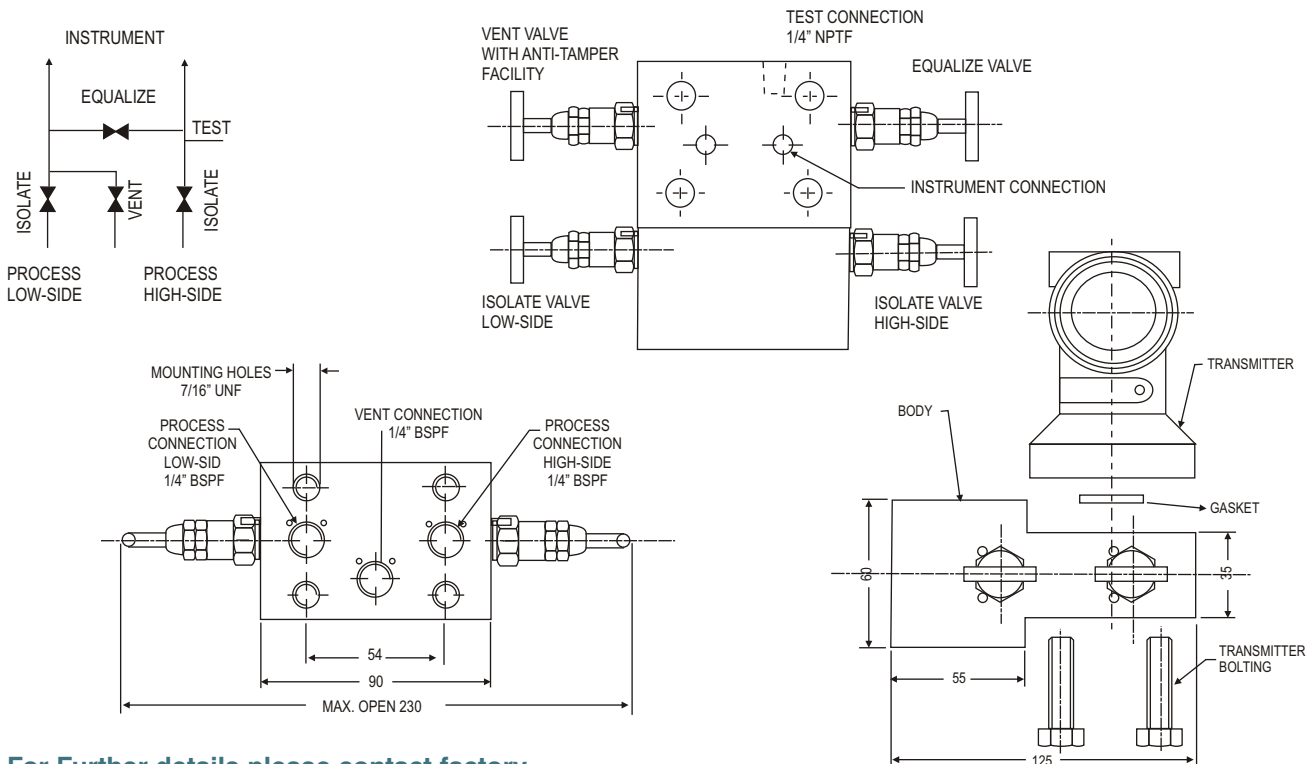 INSTRUMENT
EQUALIZE
TEST
ISOLATE
VENT
ISOLATE
PROCESS
LOW-SIDE
PROCESS
HIGH-SIDE
VENT VALVE
WITH ANTI-TAMPER
FACILITY
TEST CONNECTION
1/4” NPTF
EQUALIZE VALVE
INSTRUMENT CONNECTION
ISOLATE VALVE
LOW-SIDE
ISOLATE VALVE
HIGH-SIDE
MOUNTING HOLES
7/16” UNF
VENT CONNECTION
1/4” BSPF
PROCESS
CONNECTION
LOW-SID
1/4” BSPF
PROCESS
CONNECTION
HIGH-SIDE
1/4” BSPF
54
90
MAX. OPEN 230
TRANSMITTER
BODY
GASKET
60
35
TRANSMITTER
BOLTING
55
125
For Further details please contact factory